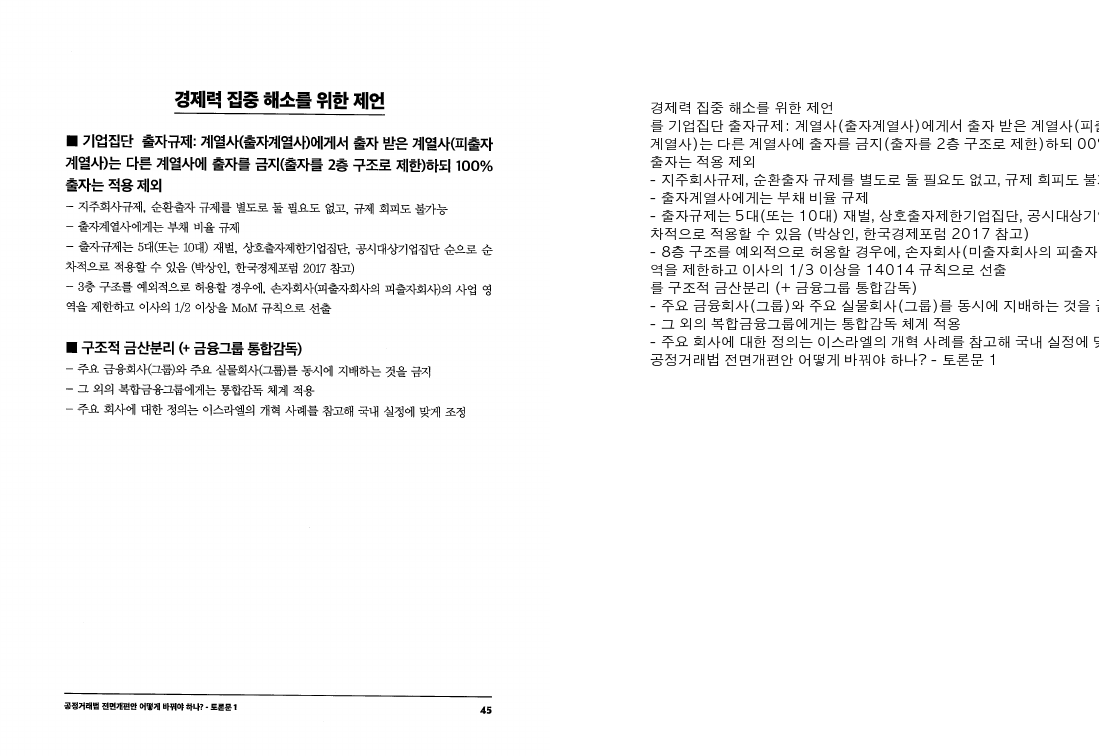 경제력 집중 해소를 위한 제언
■ 기업집단 출자규제: 계열사(출자계열사)에게서 출자 받은 계열사(피출자
계열사)는 다른 계열사에 출자를 금지(출자를 2층 구조로 제한)하되 100%
출자는 적용 제외
- 지주회사규제, 순환출자 규제를 별도로 둘 필요도 없고, 규제 회피도 불가능
- 출자계열사에게는 부채 비율 규제
- 출자규제는 5대(또는 10대) 재벌, 상호출자제한기업집단, 공시대상기업집단 순으로 순
차적으로 적용할 수 있음 (박상인, 한국경제포럼 2017 참고)
- 3층 구조를 예외적으로 허용할 경우에, 손자회사(피출자회사의 피출자회사)의 사업 영
역을 제한하고 이사의 1/2 이상을 MoM 규칙으로 선출
■ 구조적 금산분리 (+ 금융그룹 통합감독)
- 주요 금융회사(그룹)와 주요 실물회사(그룹)를 동시에 지배하는 것을 금지
- 그 외의 복합금융그룹에게는 통합감독 체계 적용
- 주요 회사에 대한 정의는 이스라엘의 개혁 사례를 참고해 국내 실정에 맞게 조정
공정거래법 전면개편안 어떻게 바꿔야 하나? - 토론문 1
45
경제력 집중 해소를 위한 제언
를 기업집단 출자규제: 계열사(출자계열사)에게서 출자 받은 계열사(피출
계열사)는 다른 계열사에 출자를 금지(출자를 2층 구조로 제한)하되 00%
출자는 적용 제외
- 지주회사규제, 순환출자 규제를 별도로 둘 필요도 없고, 규제 회피도 불
- 출자계열사에게는 부채 비율 규제
- 출자규제는 5대(또는 10대) 재벌, 상호출자제한기업집단, 공시대상기
차적으로 적용할 수 있음 (박상인, 한국경제포럼 2017 참고)
- 8층 구조를 예외적으로 허용할 경우에, 손자회사(미출자회사의 피출자
역을 제한하고 이사의 1/3 이상을 14014 규칙으로 선출
를 구조적 금산분리 (+ 금융그룹 통합감독)
- 주요 금융회사(그룹)와 주요 실물회사(그룹)를 동시에 지배하는 것을
- 그 외의 복합금융그룹에게는 통합감독 체계 적용
- 주요 회사에 대한 정의는 이스라엘의 개혁 사례를 참고해 국내 실정에
공정거래법 전면개편안 어떻게 바꿔야 하나? - 토론문 1